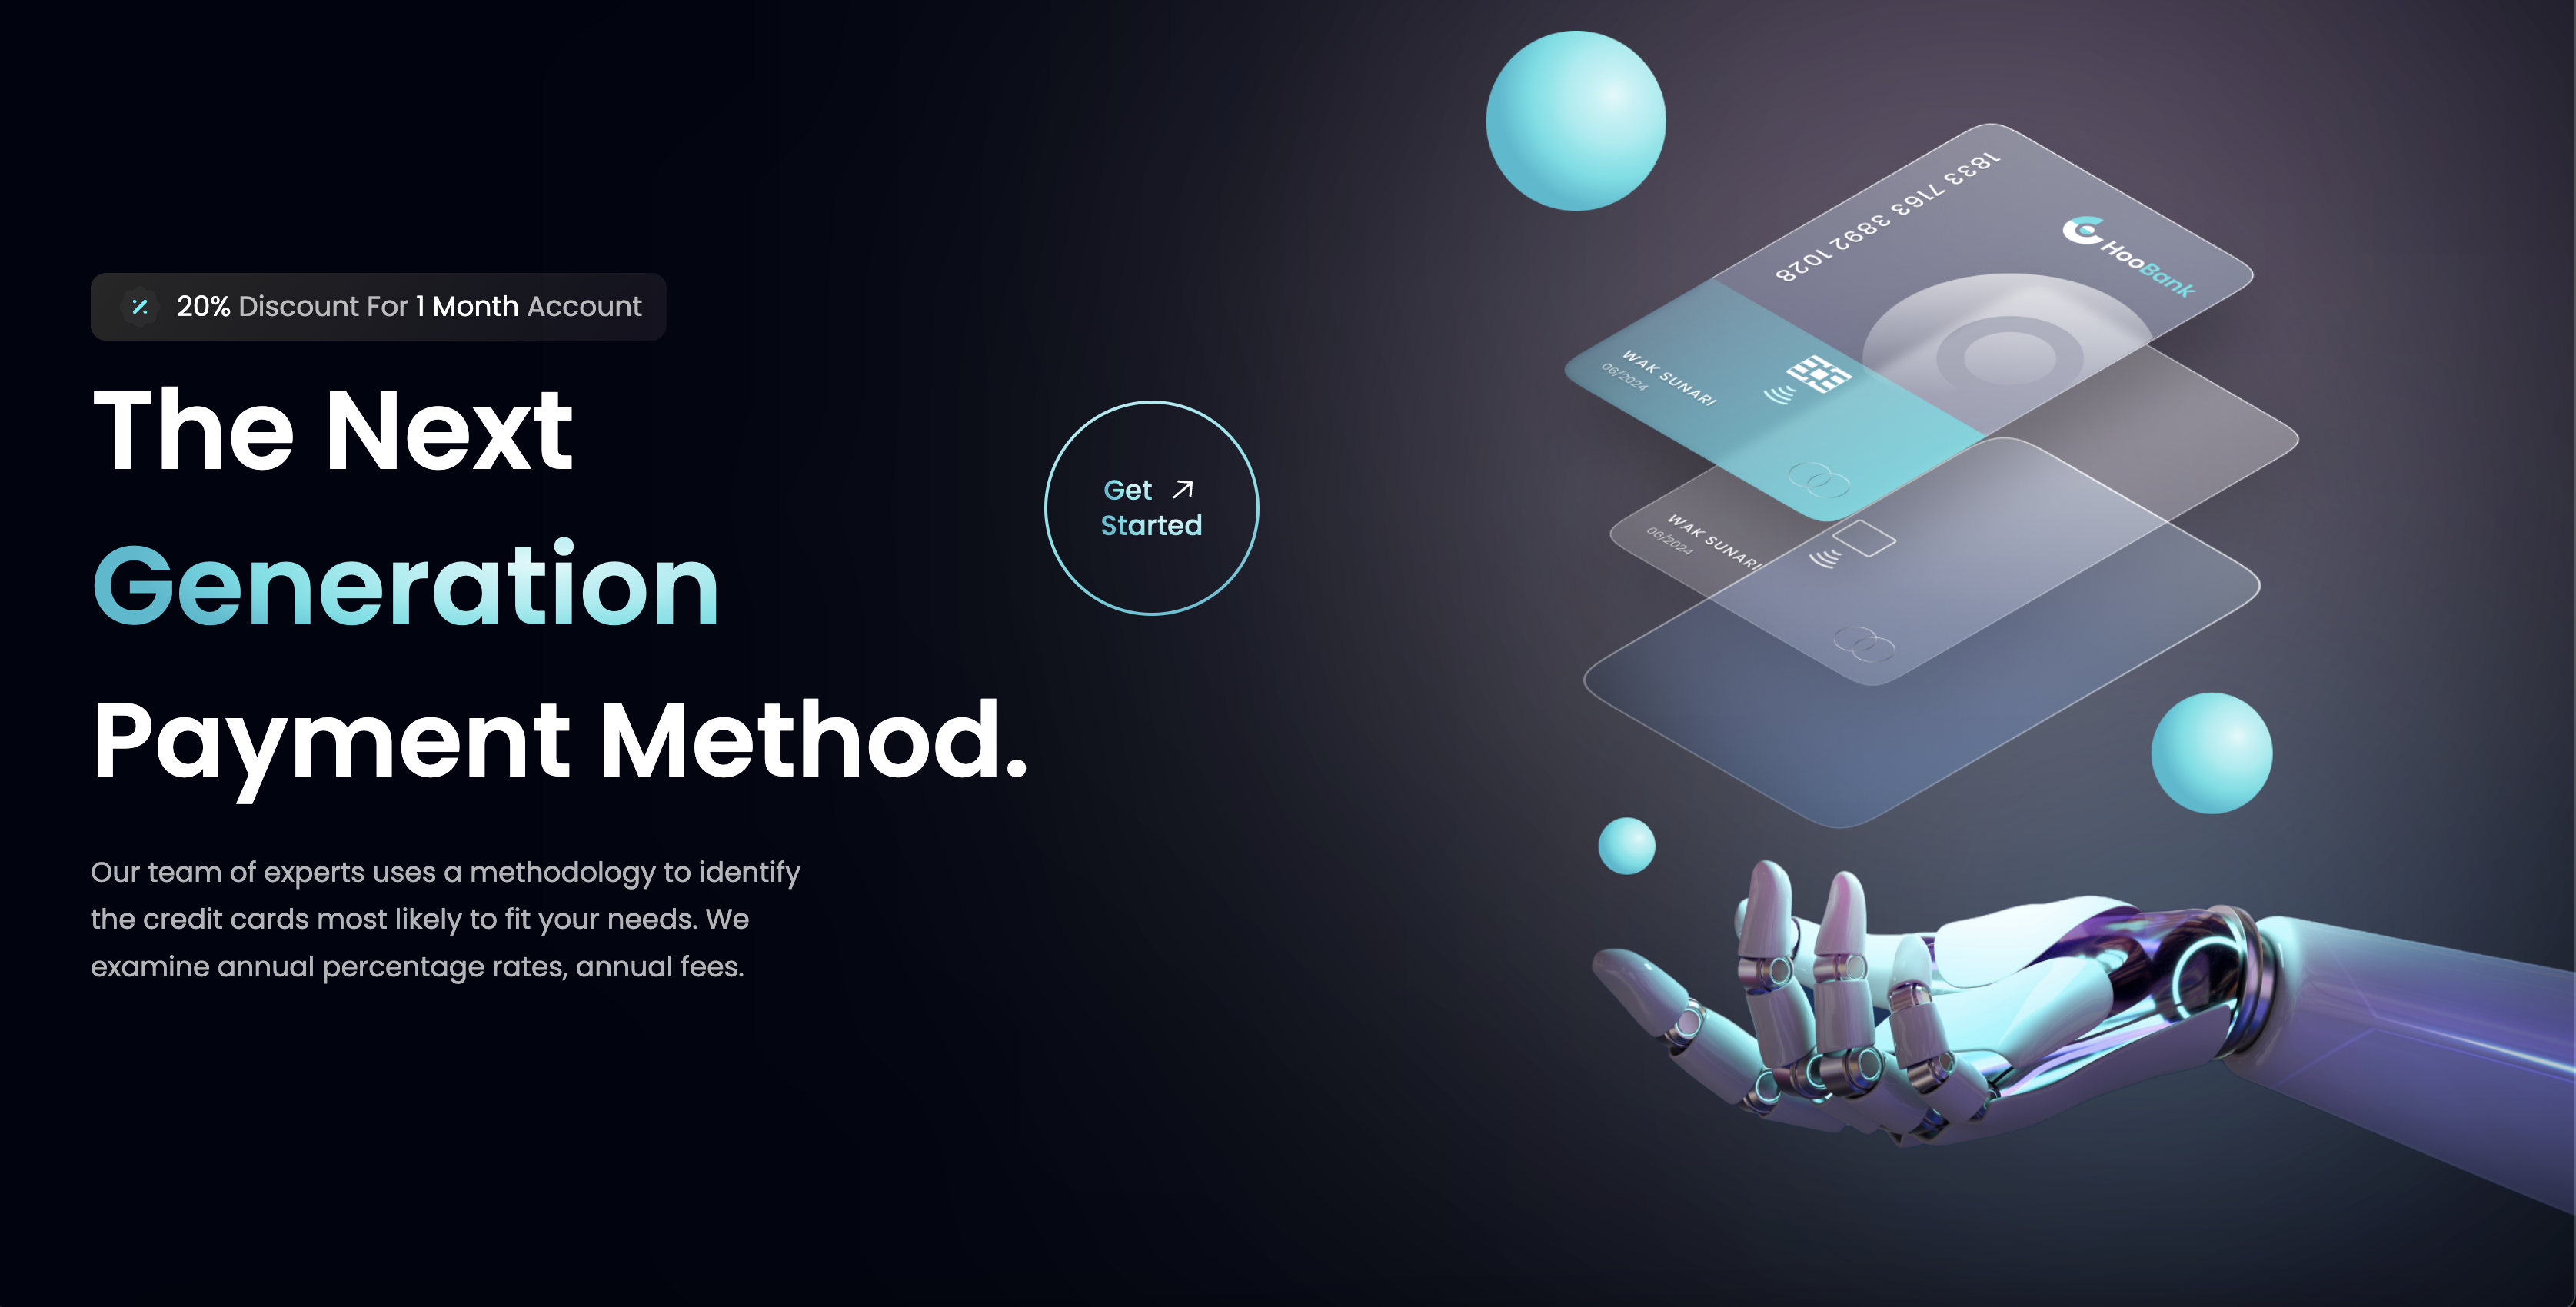 20% Discount For 1 Month Account
The Next
Generation
Payment Method.
Our team of experts uses a methodology to identify
the credit cards most likely to fit your needs. We
examine annual percentage rates, annual fees.
Get
Started
1833 7163 3892 1028
HooBank
WAK SUNARI
06/2024
WAK SUNARI
06/2024